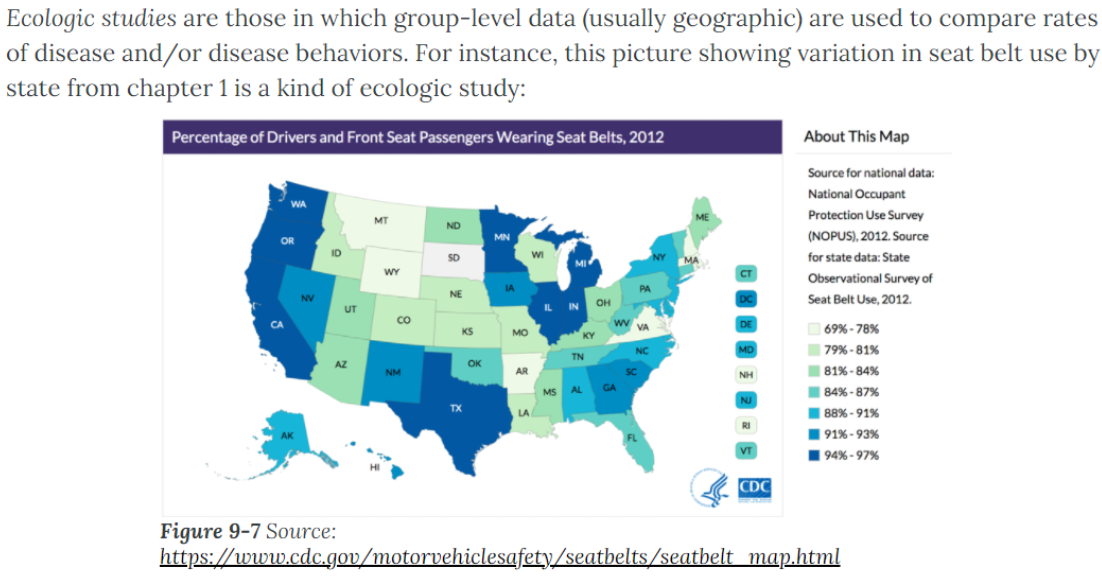 Ecologic studies are those in which group-level data (usually geographic) are used to compare rates
of disease and/or disease behaviors. For instance, this picture showing variation in seat belt use by
state from chapter 1 is a kind of ecologic study:
Percentage of Drivers and Front Seat Passengers Wearing Seat Belts, 2012
WA
MT
ND
MN
ME
OR
ID
SD
WI
MI
NY
MA
WY
NV
UT
CO
NE
IA
IL
IN
OH
PA
CA
KS
MO
KY
WV
VA
AZ
NM
OK
AR
TN
NC
SC
TX
LA
MS
AL
GA
FL
AK
HI
CT
DC
DE
MD
NH
NJ
RI
VT
CDC
About This Map
Source for national data:
National Occupant
Protection Use Survey
(NOPUS), 2012. Source
for state data: State
Observational Survey of
Seat Belt Use, 2012.
69% - 78%
79% - 81%
81% - 84%
84% - 87%
88% - 91%
91% - 93%
94% - 97%
Figure 9-7 Source:
https://www.cdc.gov/motorvehiclesafety/seatbelts/seatbelt_map.html